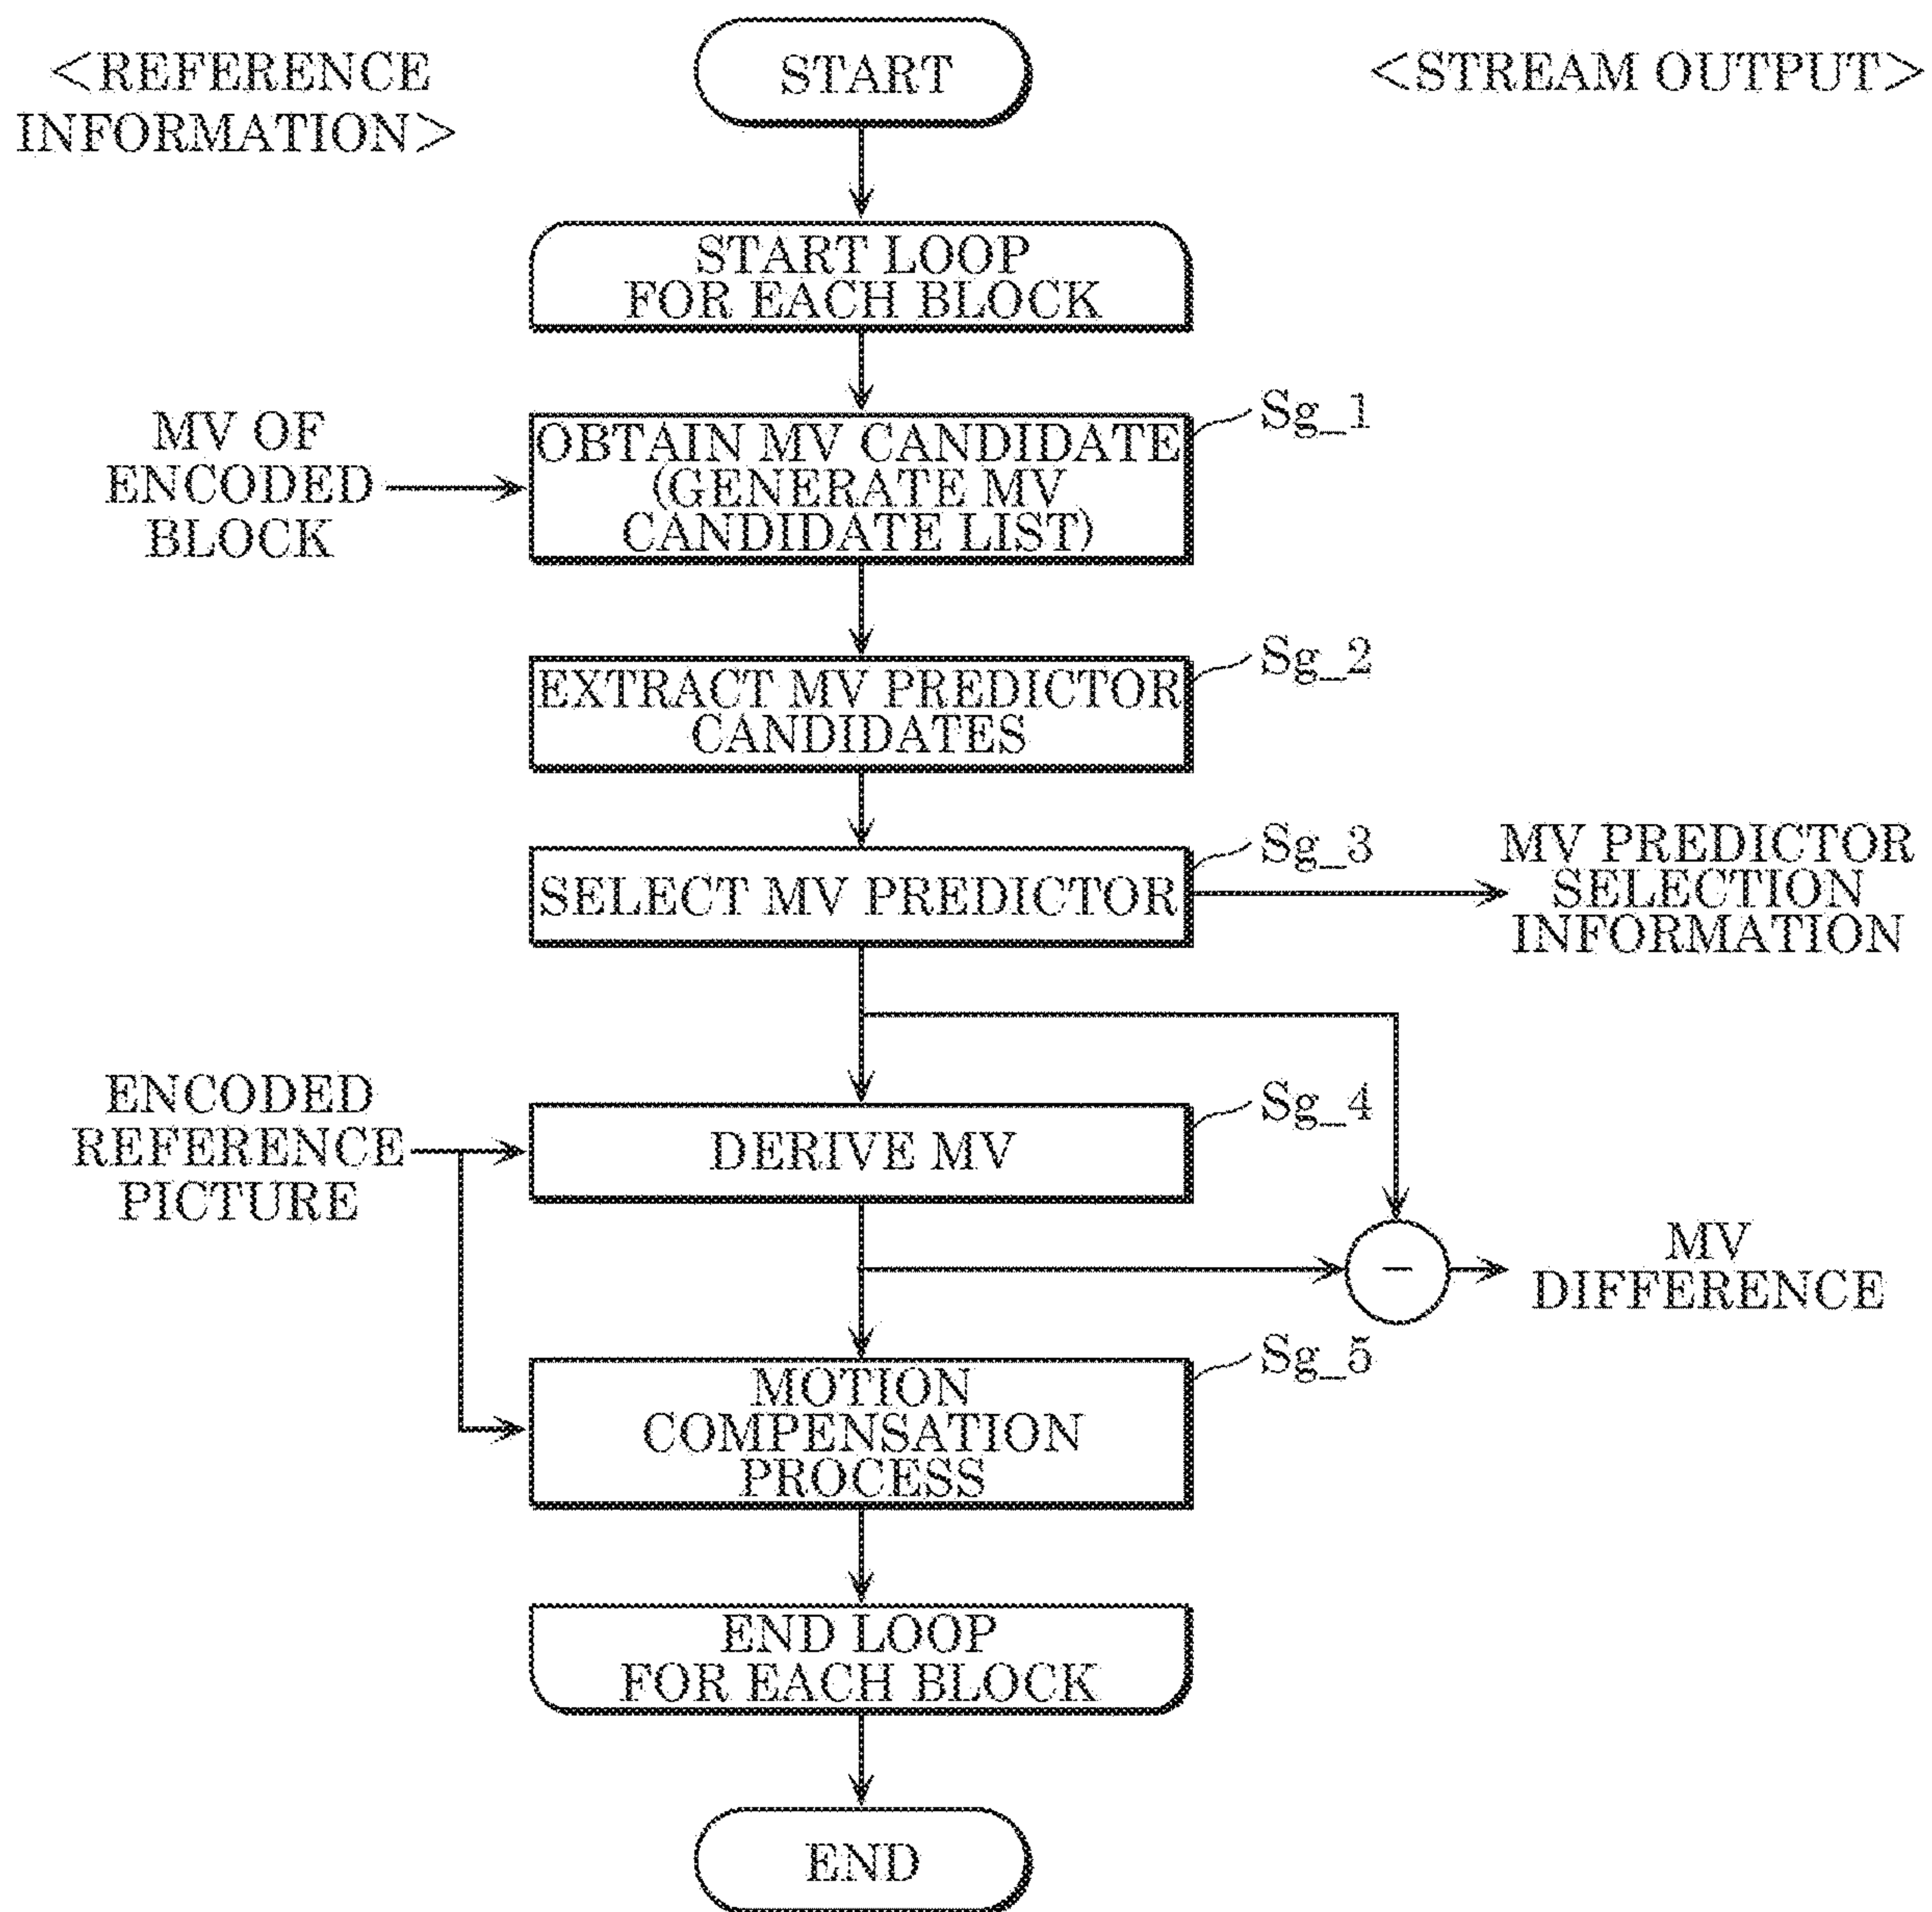 <REFERENCE
INFORMATION>
START
<STREAM OUTPUT>
START LOOP
FOR EACH BLOCK
MV OF
ENCODED
BLOCK
OBTAIN MV CANDIDATE
(GENERATE MV
CANDIDATE LIST)
Sg_1
EXTRACT MV PREDICTOR
CANDIDATES
Sg_2
SELECT MV PREDICTOR
Sg_3
MV PREDICTOR
SELECTION
INFORMATION
ENCODED
REFERENCE
PICTURE
DERIVE MV
Sg_4
−
MV
DIFFERENCE
MOTION
COMPENSATION
PROCESS
Sg_5
END LOOP
FOR EACH BLOCK
END